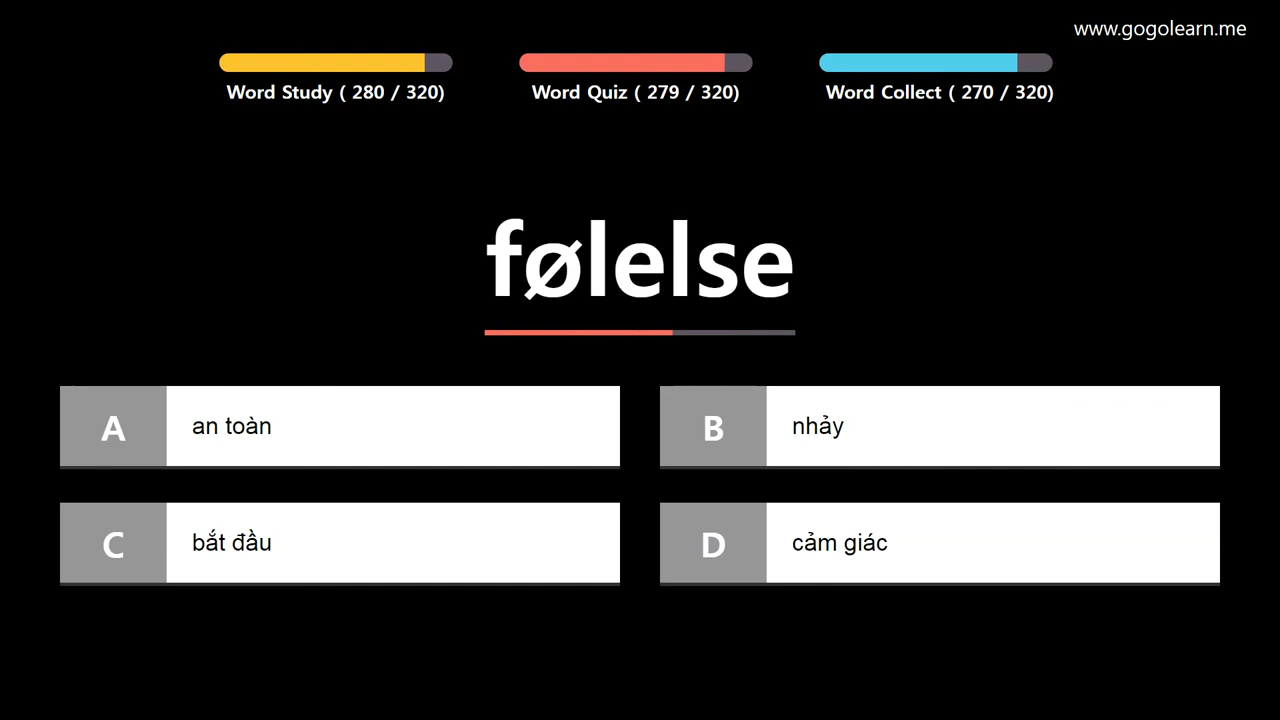 www.gogolearn.me
Word Study ( 280 / 320)
Word Quiz ( 279 / 320)
Word Collect ( 270 / 320)
følelse
A an toàn
B nhảy
C bắt đầu
D cảm giác